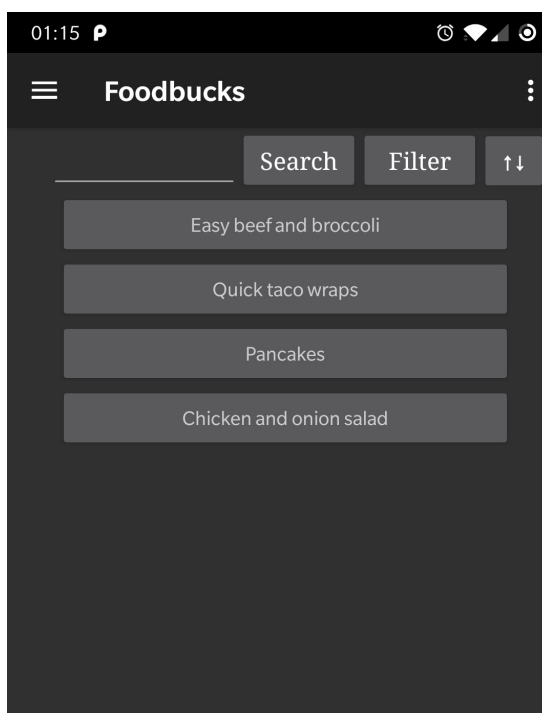 01:15
Foodbucks
Search Filter ↑↓
Easy beef and broccoli
Quick taco wraps
Pancakes
Chicken and onion salad